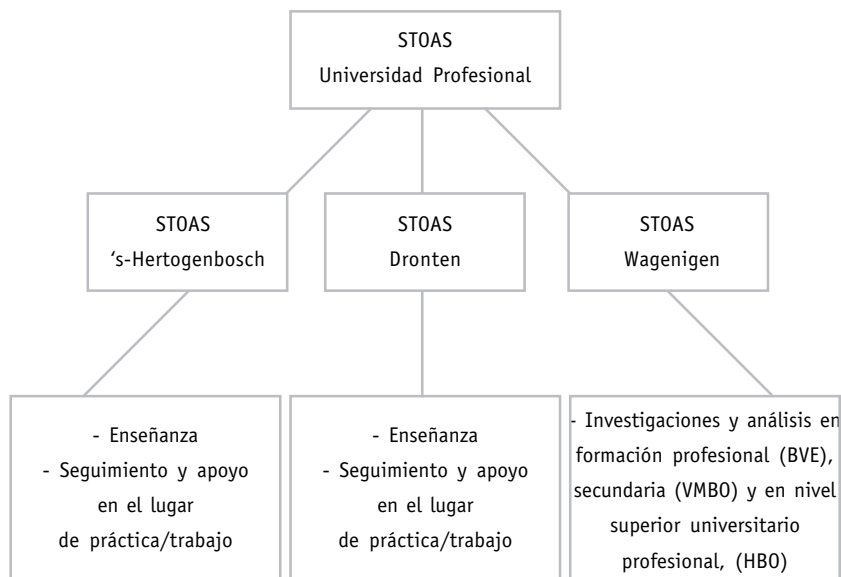 STOAS
Universidad Profesional
STOAS
‘s-Hertogenbosch
STOAS
Dronten
STOAS
Wagenigen
- Enseñanza
- Seguimiento y apoyo
en el lugar
de práctica/trabajo
- Enseñanza
- Seguimiento y apoyo
en el lugar
de práctica/trabajo
- Investigaciones y análisis en
formación profesional (BVE),
secundaria (VMBO) y en nivel
superior universitario
profesional, (HBO)